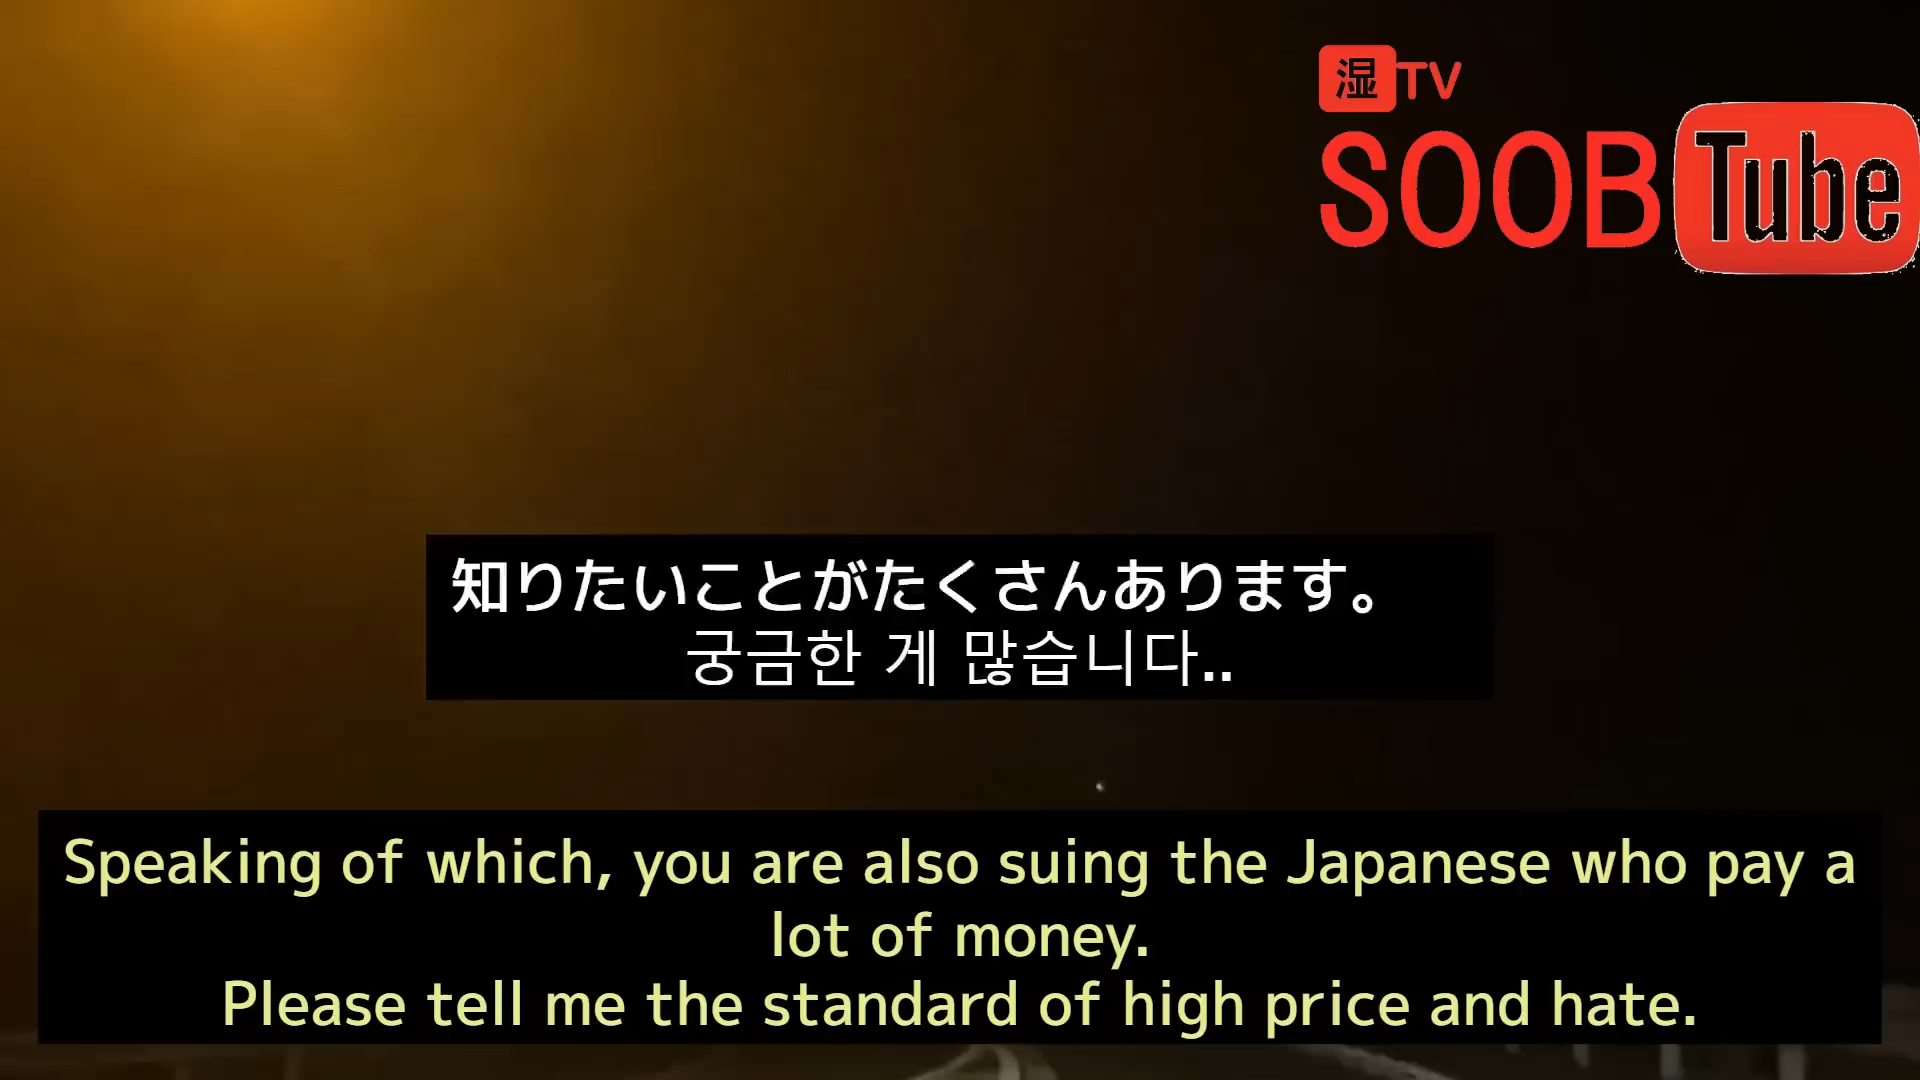 湿TV
SOOBTube
知りたいことがたくさんあります。
궁금한 게 많습니다..
Speaking of which, you are also suing the Japanese who pay a
lot of money.
Please tell me the standard of high price and hate.